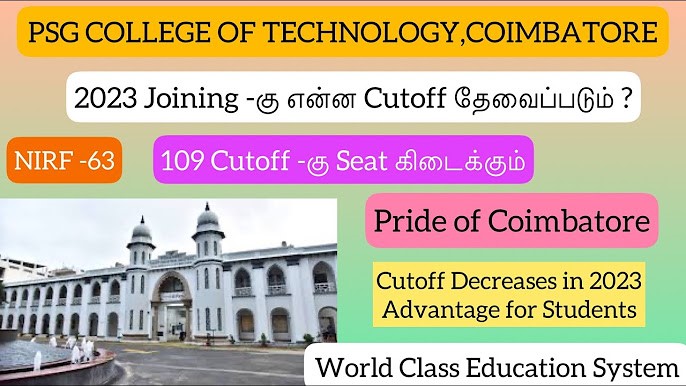 PSG COLLEGE OF TECHNOLOGY,COIMBATORE
2023 Joining -கு என்ன Cutoff தேவைப்படும் ?
NIRF -63
109 Cutoff -கு Seat கிடைக்கும்
Pride of Coimbatore
Cutoff Decreases in 2023
Advantage for Students
World Class Education System